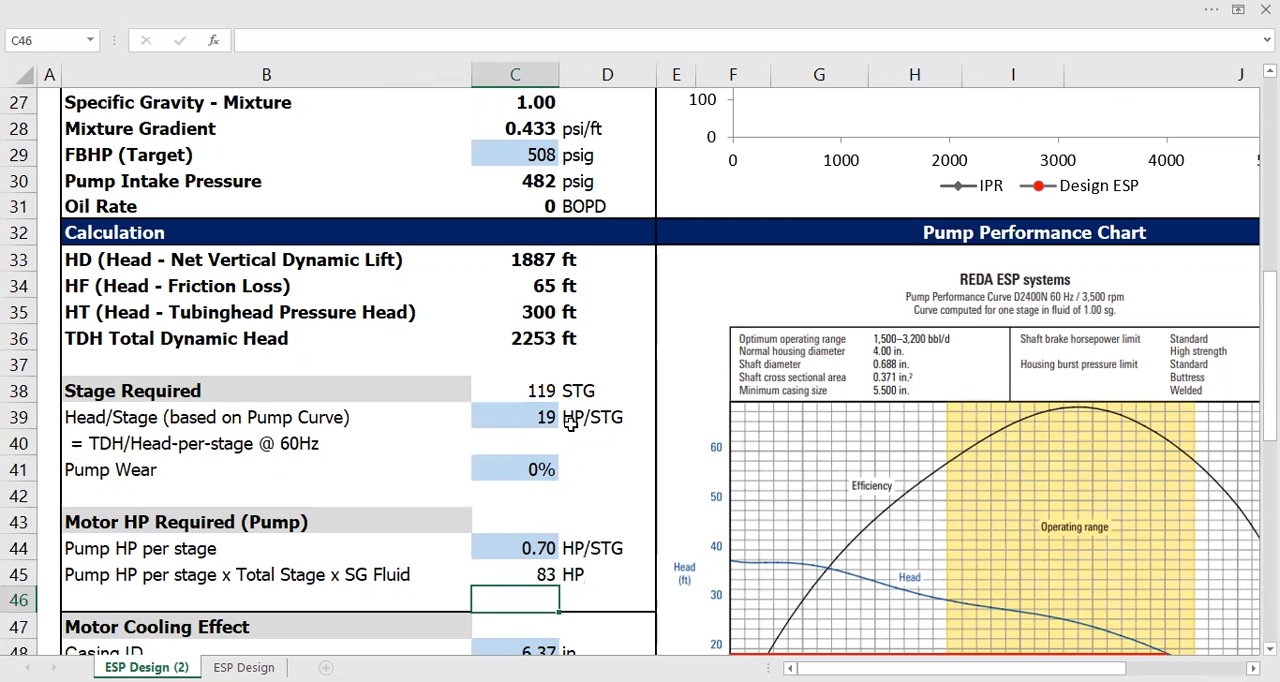 C46
fx
A B C D E F G H I J
27 Specific Gravity - Mixture 1.00
28 Mixture Gradient 0.433 psi/ft
29 FBHP (Target) 508 psig
30 Pump Intake Pressure 482 psig
31 Oil Rate 0 BOPD
32 Calculation
33 HD (Head - Net Vertical Dynamic Lift) 1887 ft
34 HF (Head - Friction Loss) 65 ft
35 HT (Head - Tubinghead Pressure Head) 300 ft
36 TDH Total Dynamic Head 2253 ft
37
38 Stage Required 119 STG
39 Head/Stage (based on Pump Curve) 19 HP/STG
40 = TDH/Head-per-stage @ 60Hz
41 Pump Wear 0%
42
43 Motor HP Required (Pump)
44 Pump HP per stage 0.70 HP/STG
45 Pump HP per stage x Total Stage x SG Fluid 83 HP
46
47 Motor Cooling Effect
48 Casing ID 6.37 in
100
0
0 1000 2000 3000 4000
IPR Design ESP
Pump Performance Chart
REDA ESP systems
Pump Performance Curve D2400N 60 Hz / 3,500 rpm
Curve computed for one stage in fluid of 1.00 sg.
Optimum operating range 1,500–3,200 bbl/d
Normal housing diameter 4.00 in.
Shaft diameter 0.688 in.
Shaft cross sectional area 0.371 in.²
Minimum casing size 5.500 in.
Shaft brake horsepower limit Standard
High strength
Housing burst pressure limit Standard
Buttress
Welded
60
50
40
30
20
Head
(ft)
Efficiency
Operating range
Head
ESP Design (2) ESP Design